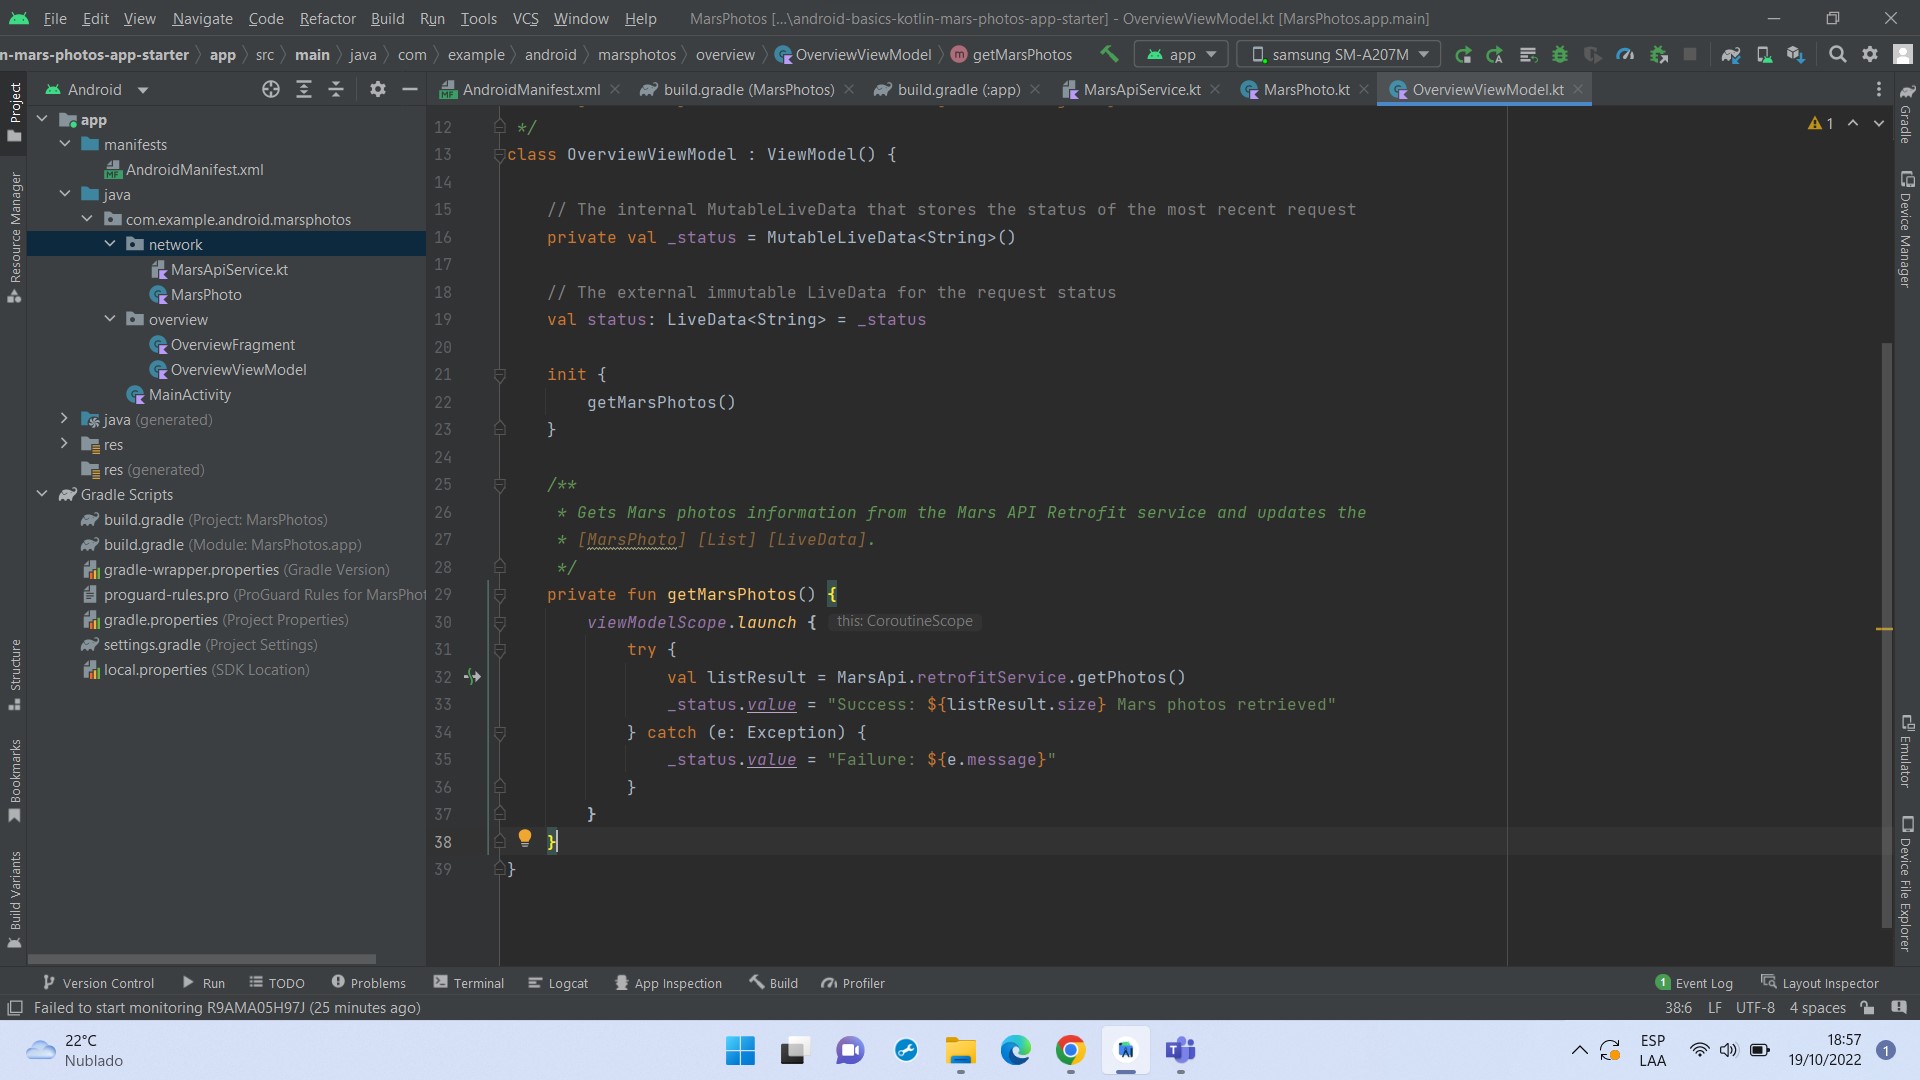 File Edit View Navigate Code Refactor Build Run Tools VCS Window Help MarsPhotos [...\android-basics-kotlin-mars-photos-app-starter] - OverviewViewModel.kt [MarsPhotos.app.main]
n-mars-photos-app-starter app src main java com example android marsphotos overview OverviewViewModel getMarsPhotos app samsung SM-A207M
Android
AndroidManifest.xml build.gradle (MarsPhotos) build.gradle (:app) MarsApiService.kt MarsPhoto.kt OverviewViewModel.kt
Project
Resource Manager
Structure
Bookmarks
Build Variants
app
manifests
AndroidManifest.xml
java
com.example.android.marsphotos
network
MarsApiService.kt
MarsPhoto
overview
OverviewFragment
OverviewViewModel
MainActivity
java (generated)
res
res (generated)
Gradle Scripts
build.gradle (Project: MarsPhotos)
build.gradle (Module: MarsPhotos.app)
gradle-wrapper.properties (Gradle Version)
proguard-rules.pro (ProGuard Rules for MarsPhot
gradle.properties (Project Properties)
settings.gradle (Project Settings)
local.properties (SDK Location)
12 */
13 class OverviewViewModel : ViewModel() {
14
15 // The internal MutableLiveData that stores the status of the most recent request
16 private val _status = MutableLiveData<String>()
17
18 // The external immutable LiveData for the request status
19 val status: LiveData<String> = _status
20
21 init {
22 getMarsPhotos()
23 }
24
25 /**
26 * Gets Mars photos information from the Mars API Retrofit service and updates the
27 * [MarsPhoto] [List] [LiveData].
28 */
29 private fun getMarsPhotos() {
30 viewModelScope.launch { this: CoroutineScope
31 try {
32 val listResult = MarsApi.retrofitService.getPhotos()
33 _status.value = "Success: ${listResult.size} Mars photos retrieved"
34 } catch (e: Exception) {
35 _status.value = "Failure: ${e.message}"
36 }
37 }
38 }
39 }
1
Gradle
Device Manager
Emulator
Device File Explorer
Version Control Run TODO Problems Terminal Logcat App Inspection Build Profiler 1 Event Log Layout Inspector
Failed to start monitoring R9AMA05H97J (25 minutes ago) 38:6 LF UTF-8 4 spaces
22°C
Nublado
ESP
LAA
18:57
19/10/2022
1